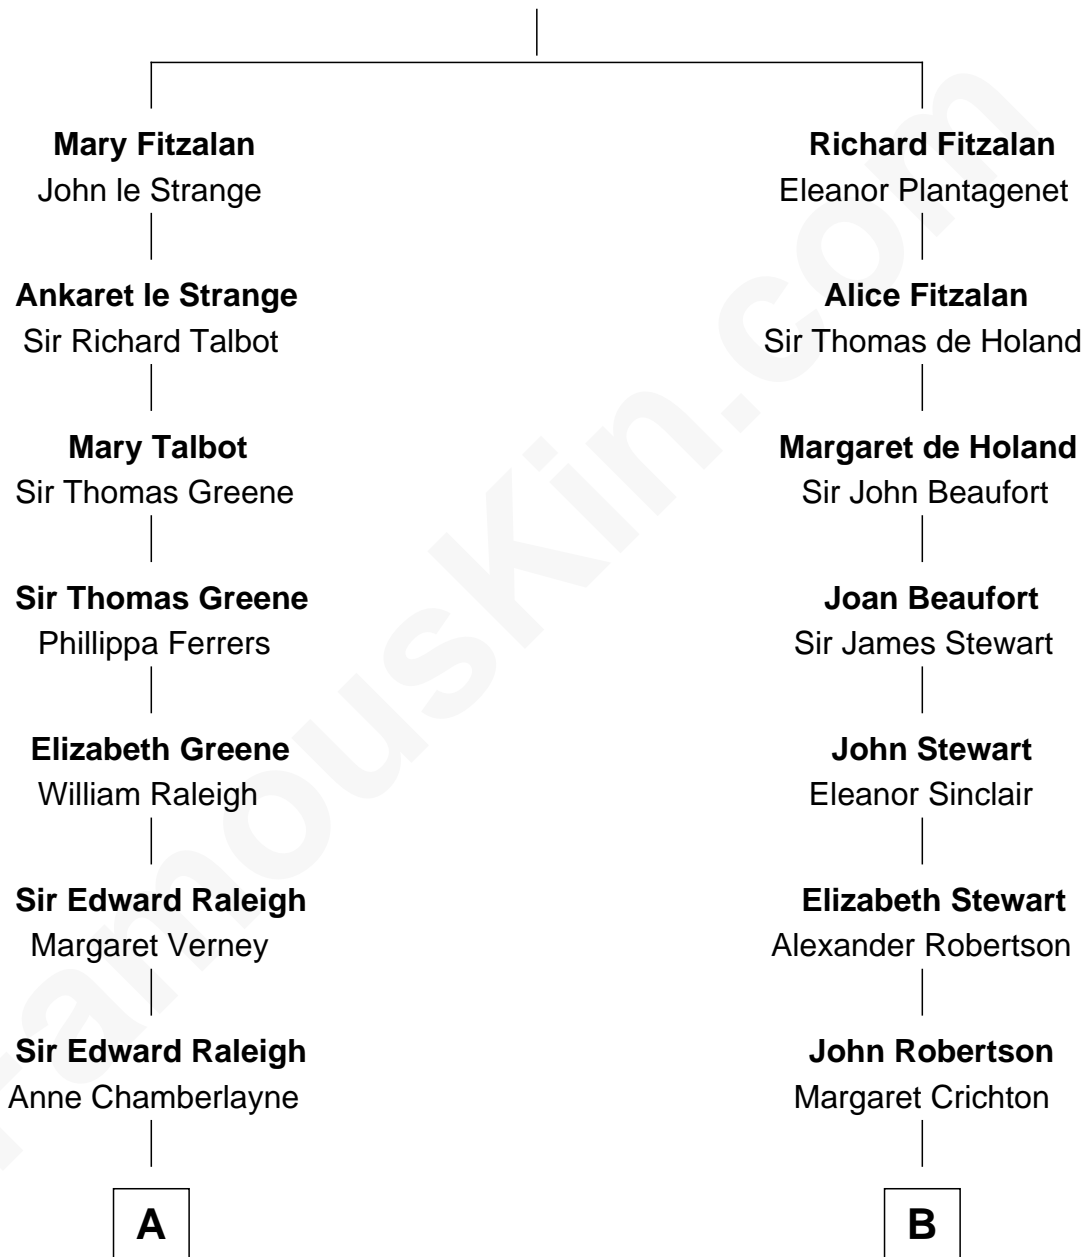 Mary Fitzalan
John le Strange
Ankaret le Strange
Sir Richard Talbot
Mary Talbot
Sir Thomas Greene
Sir Thomas Greene
Phillippa Ferrers
Elizabeth Greene
William Raleigh
Sir Edward Raleigh
Margaret Verney
Sir Edward Raleigh
Anne Chamberlayne
A
Richard Fitzalan
Eleanor Plantagenet
Alice Fitzalan
Sir Thomas de Holand
Margaret de Holand
Sir John Beaufort
Joan Beaufort
Sir James Stewart
John Stewart
Eleanor Sinclair
Elizabeth Stewart
Alexander Robertson
John Robertson
Margaret Crichton
B
FamousKin.com